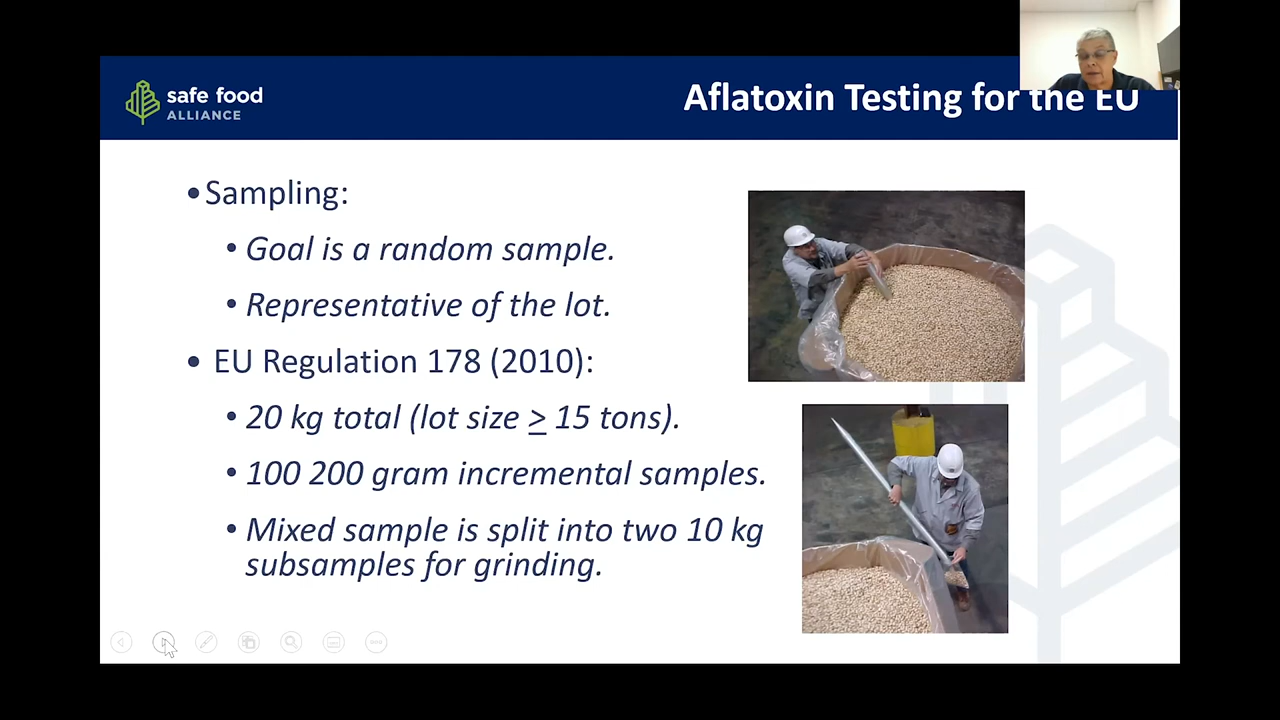 safe food
ALLIANCE
Aflatoxin Testing for the EU
•Sampling:
• Goal is a random sample.
• Representative of the lot.
• EU Regulation 178 (2010):
• 20 kg total (lot size ≥ 15 tons).
• 100 200 gram incremental samples.
• Mixed sample is split into two 10 kg
subsamples for grinding.